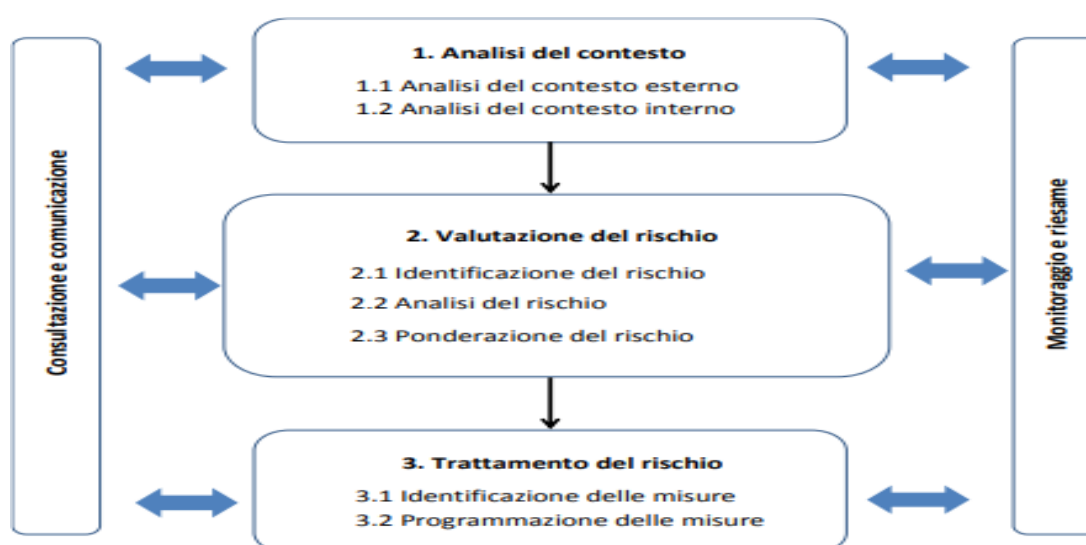 Consultazione e comunicazione
1. Analisi del contesto
1.1 Analisi del contesto esterno
1.2 Analisi del contesto interno
2. Valutazione del rischio
2.1 Identificazione del rischio
2.2 Analisi del rischio
2.3 Ponderazione del rischio
3. Trattamento del rischio
3.1 Identificazione delle misure
3.2 Programmazione delle misure
Monitoraggio e riesame